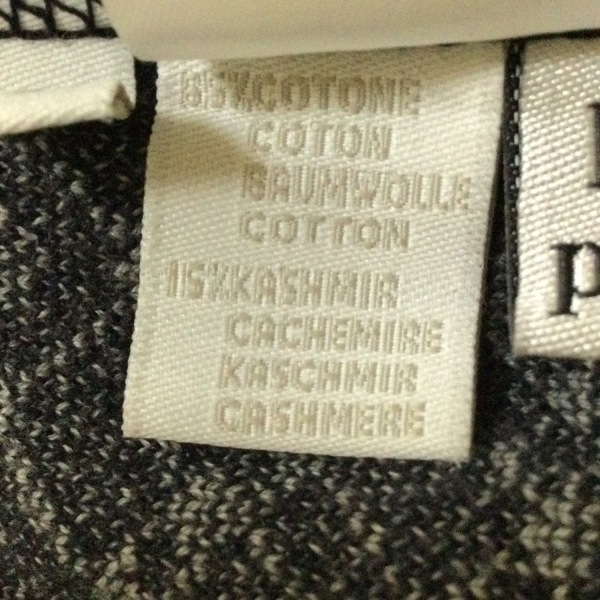 85%COTONE
COTON
BAUMWOLLE
COTTON
15%KASHMIR
CACHEMIRE
KASCHMIR
CASHMERE
p